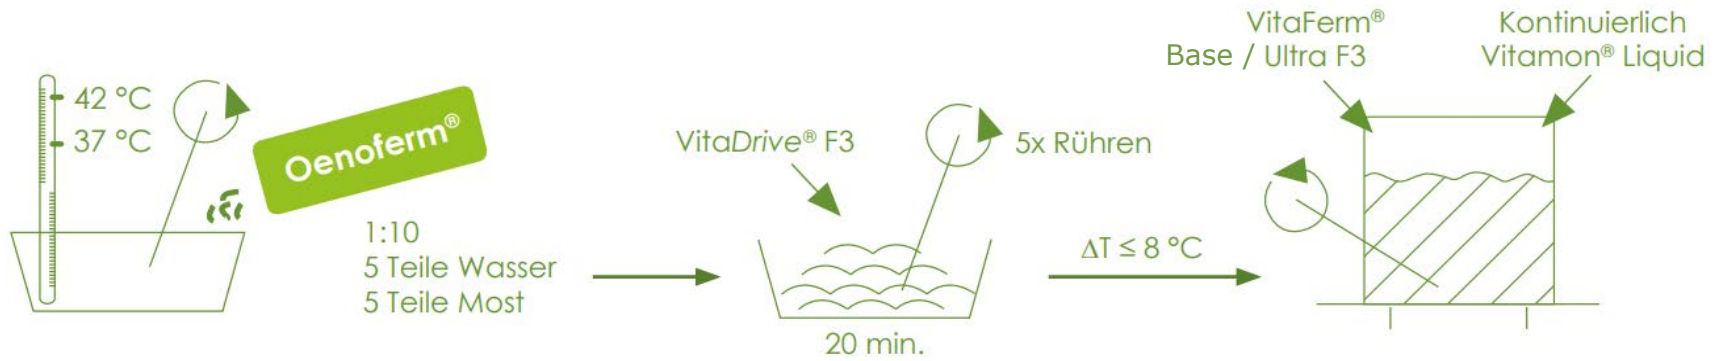 42 °C
37 °C
Oenoferm®
1:10
5 Teile Wasser
5 Teile Most
VitaDrive® F3
5x Rühren
20 min.
ΔT ≤ 8 °C
VitaFerm®
Base / Ultra F3
Kontinuierlich
Vitamon® Liquid